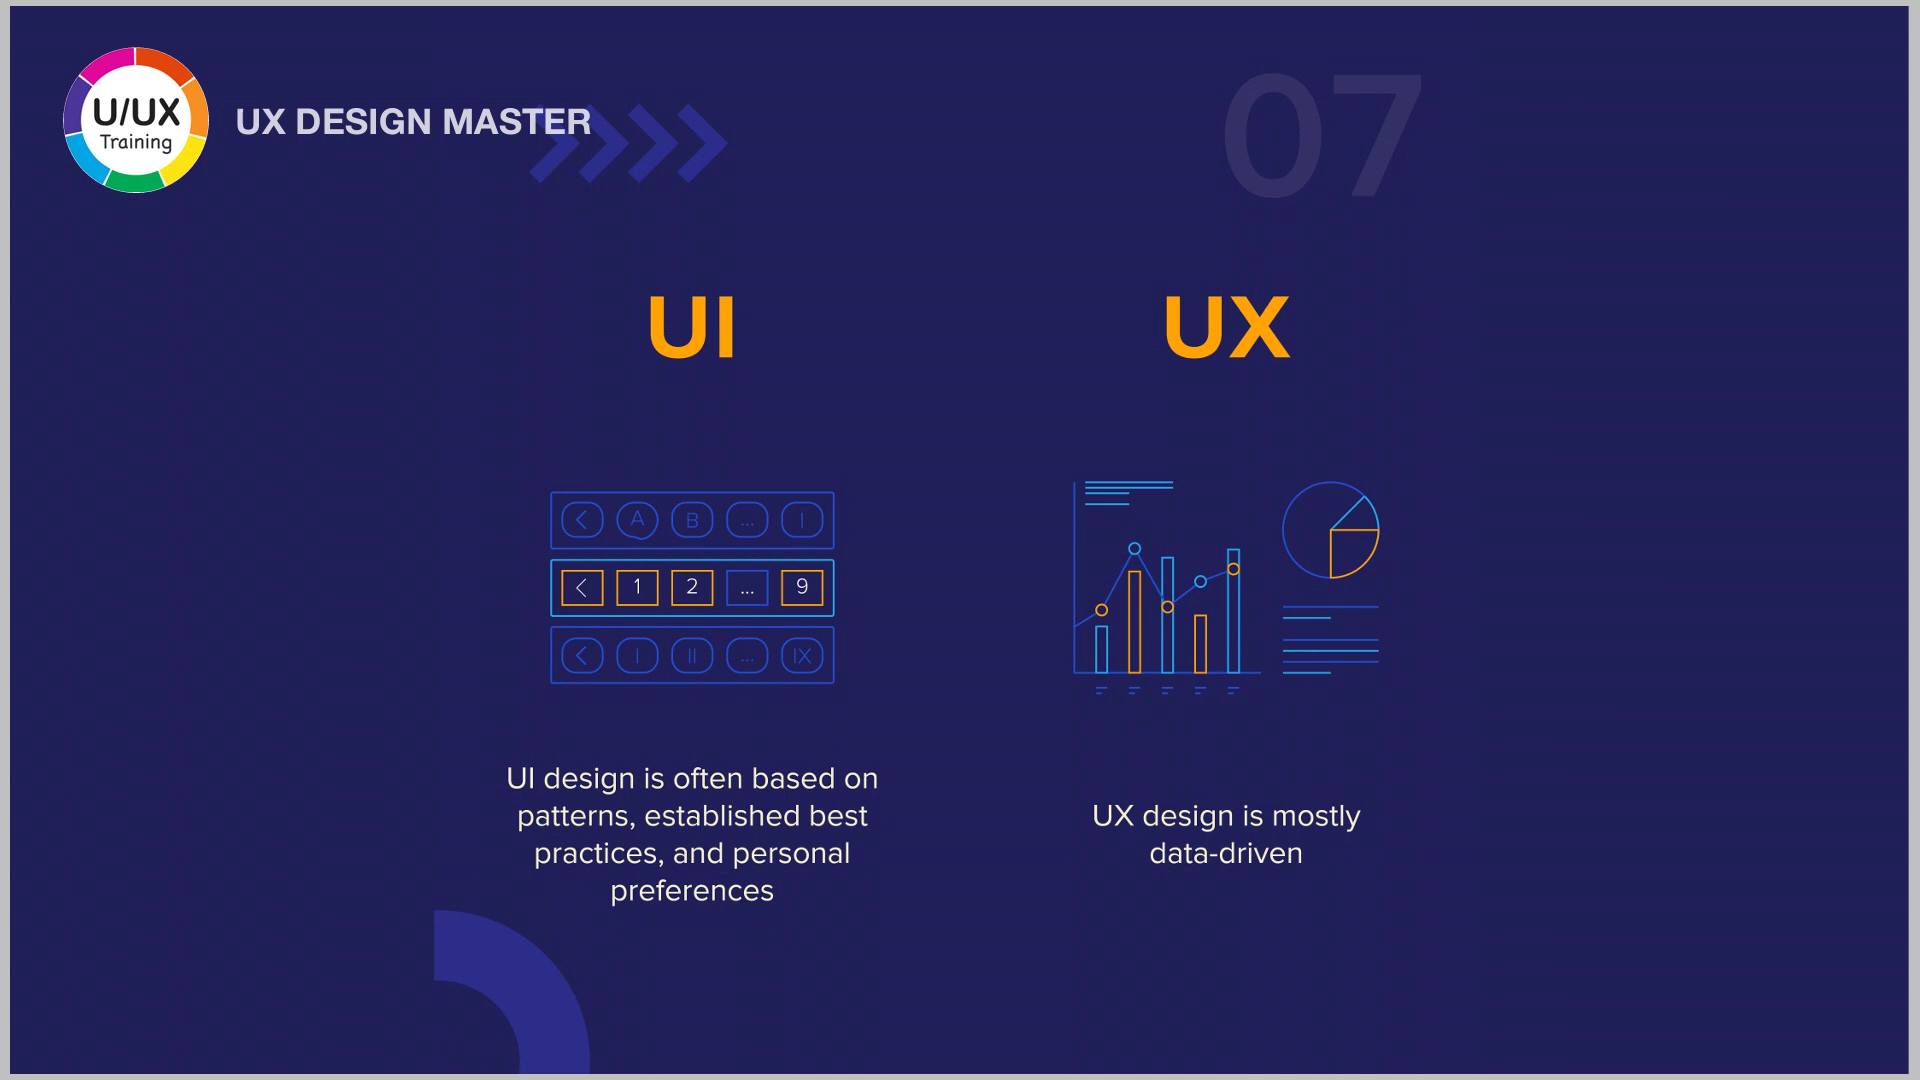 U/UX
Training
UX DESIGN MASTER
07
UI
UX
A B ... I
1 2 ... 9
I II ... IX
UI design is often based on
patterns, established best
practices, and personal
preferences
UX design is mostly
data-driven